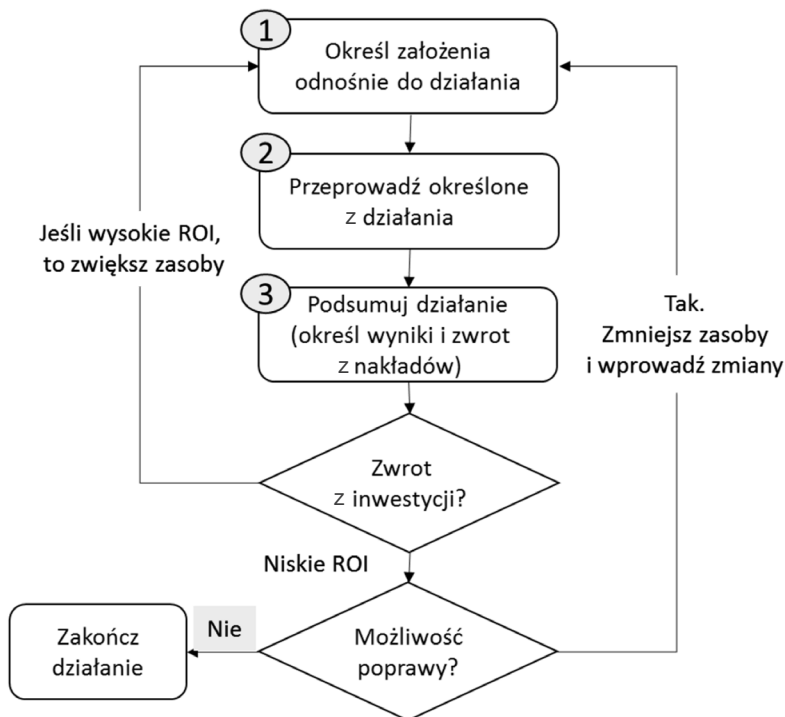 1
Określ założenia
odnośnie do działania
2
Przeprowadź określone
z działania
Jeśli wysokie ROI,
to zwiększ zasoby
3
Podsumuj działanie
(określ wyniki i zwrot
z nakładów)
Tak.
Zmniejsz zasoby
i wprowadź zmiany
Zwrot
z inwestycji?
Niskie ROI
Nie
Zakończ
działanie
Możliwość
poprawy?